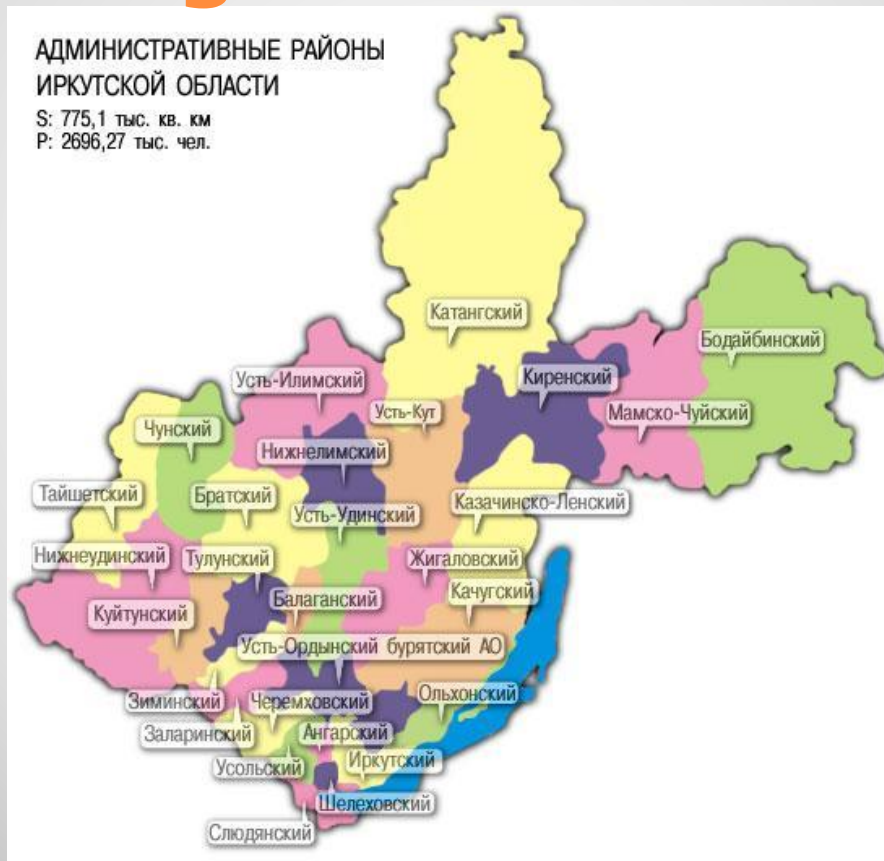 АДМИНИСТРАТИВНЫЕ РАЙОНЫ
ИРКУТСКОЙ ОБЛАСТИ
S: 775,1 тыс. кв. км
P: 2696,27 тыс. чел.
Катангский
Бодайбинский
Киренский
Усть-Илимский
Усть-Кут
Мамско-Чуйский
Чунский
Нижнелимский
Тайшетский
Братский
Казачинско-Ленский
Усть-Удинский
Нижнеудинский
Тулунский
Жигаловский
Качугский
Балаганский
Куйтунский
Усть-Ордынский бурятский АО
Ольхонский
Зиминский
Черемховский
Заларинский
Ангарский
Иркутский
Усольский
Шелеховский
Слюдянский